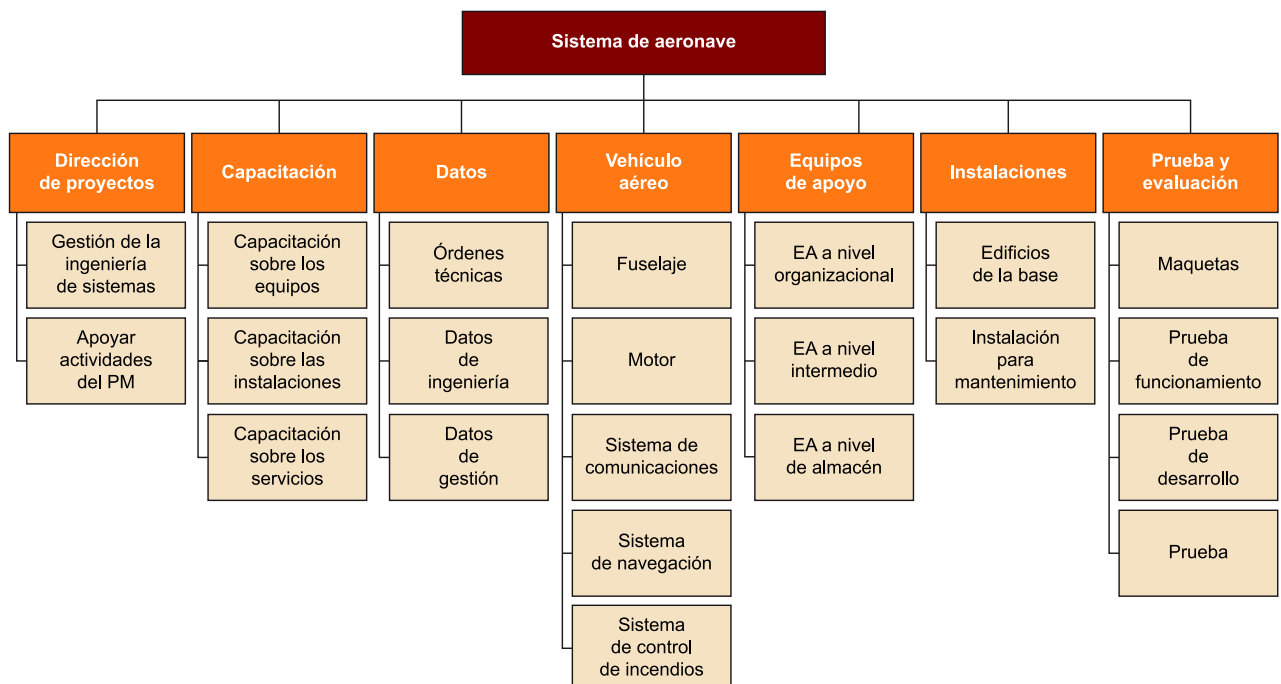 Sistema de aeronave
Dirección
de proyectos
Gestión de la
ingeniería
de sistemas
Apoyar
actividades
del PM
Capacitación
Capacitación
sobre los
equipos
Capacitación
sobre las
instalaciones
Capacitación
sobre los
servicios
Datos
Órdenes
técnicas
Datos
de
ingeniería
Datos
de
gestión
Vehículo
aéreo
Fuselaje
Motor
Sistema de
comunicaciones
Sistema
de navegación
Sistema
de control
de incendios
Equipos
de apoyo
EA a nivel
organizacional
EA a nivel
intermedio
EA a nivel
de almacén
Instalaciones
Edificios
de la base
Instalación
para
mantenimiento
Prueba y
evaluación
Maquetas
Prueba
de
funcionamiento
Prueba
de
desarrollo
Prueba